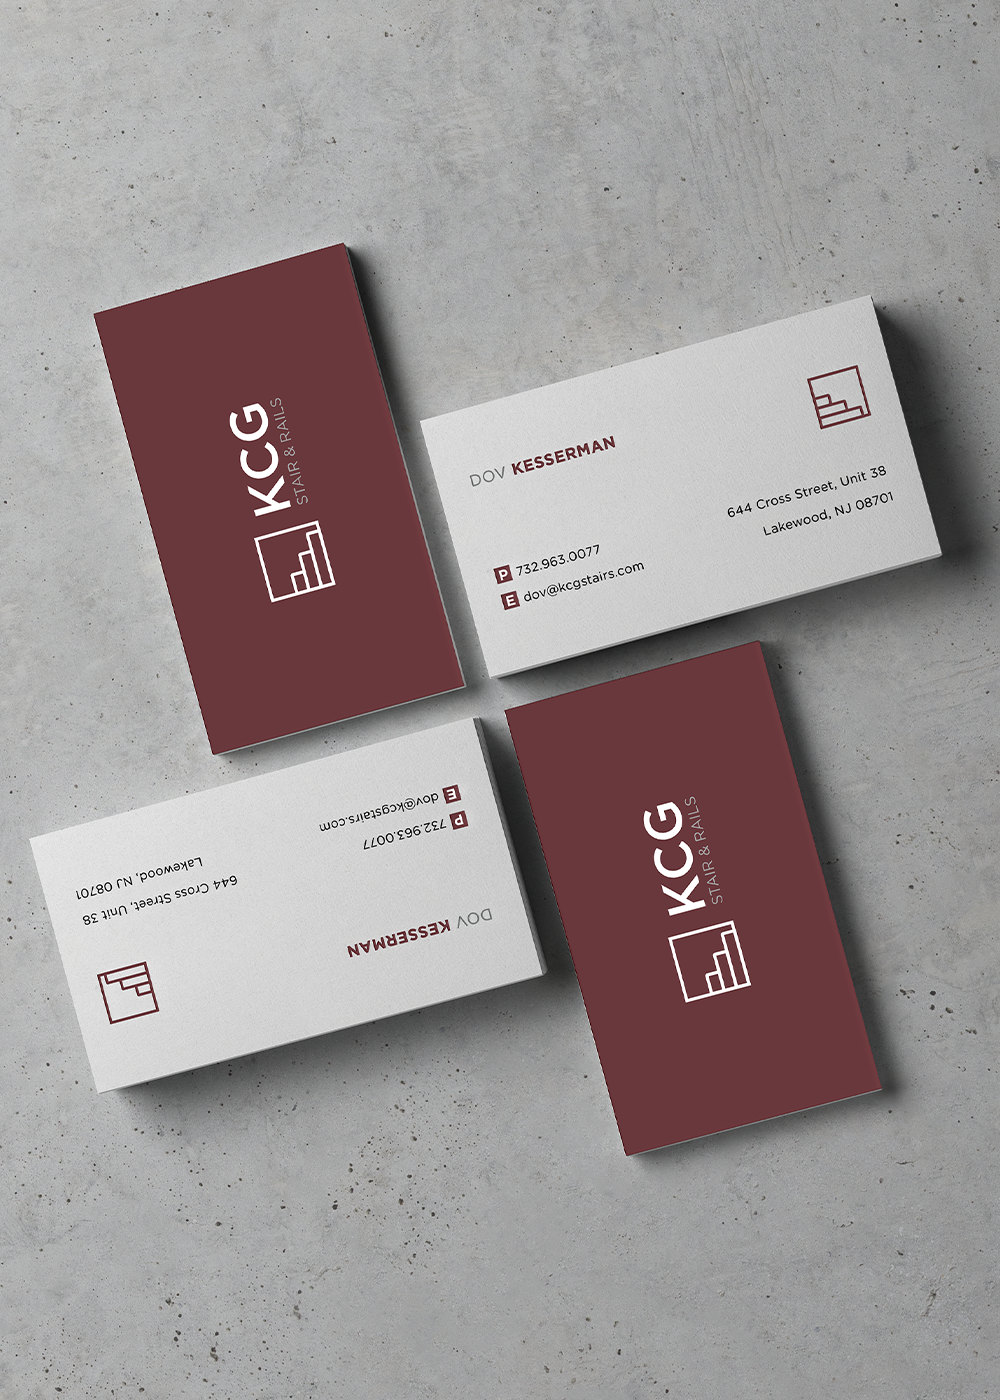 KCG
STAIR & RAILS
DOV KESSERMAN
644 Cross Street, Unit 38
Lakewood, NJ 08701
P 732.963.0077
E dov@kcgstairs.com
E dov@kcgstairs.com
P 732.963.0077
Lakewood, NJ 08701
644 Cross Street, Unit 38
DOV KESSERMAN
KCG
STAIR & RAILS